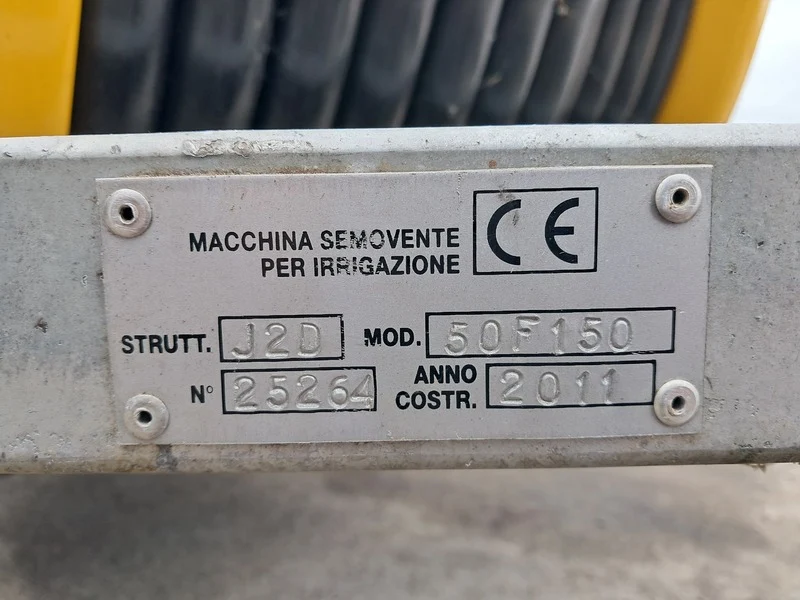 MACCHINA SEMOVENTE
PER IRRIGAZIONE
CE
STRUTT. J2D MOD. 50F150
N° 25264 ANNO COSTR. 2011